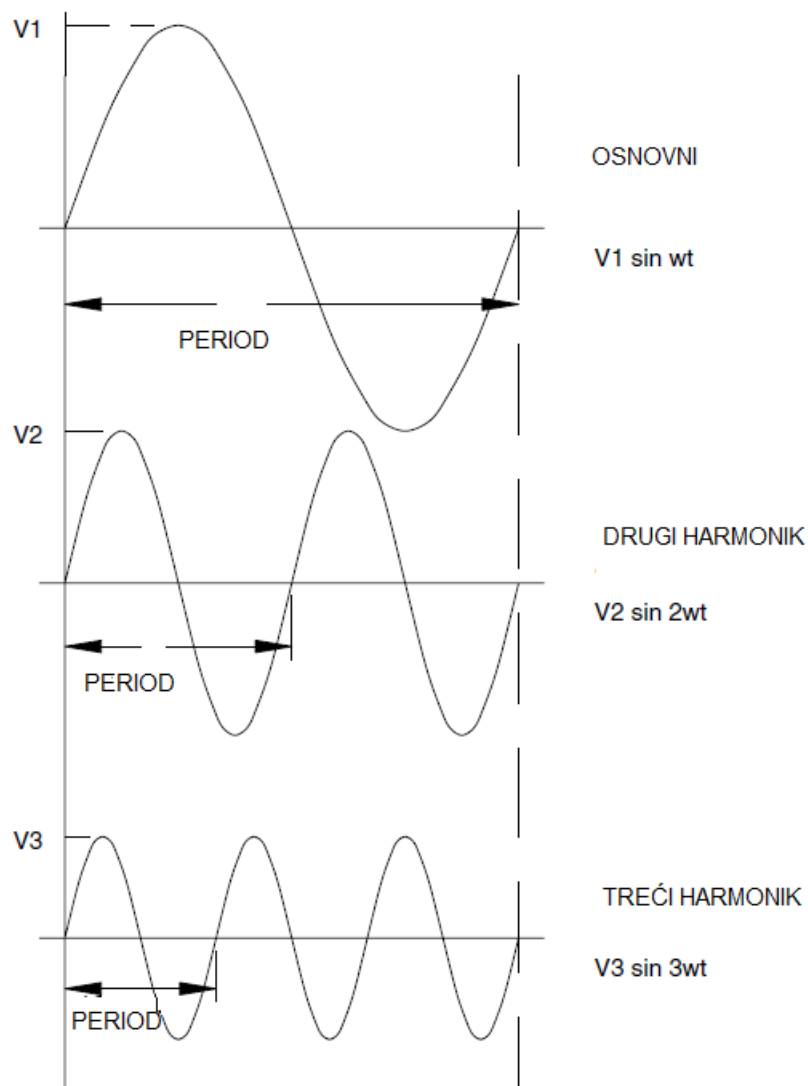 V1
OSNOVNI
V1 sin wt
PERIOD
V2
DRUGI HARMONIK
V2 sin 2wt
PERIOD
V3
TREĆI HARMONIK
V3 sin 3wt
PERIOD